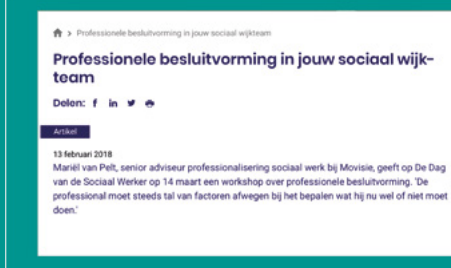 > Professionele besluitvorming in jouw sociaal wijkteam
Professionele besluitvorming in jouw sociaal wijk-
team
Delen:
Artikel
13 februari 2018
Mariël van Pelt, senior adviseur professionalisering sociaal werk bij Movisie, geeft op De Dag
van de Sociaal Werker op 14 maart een workshop over professionele besluitvorming. 'De
professional moet steeds tal van factoren afwegen bij het bepalen wat hij nu wel of niet moet
doen.'